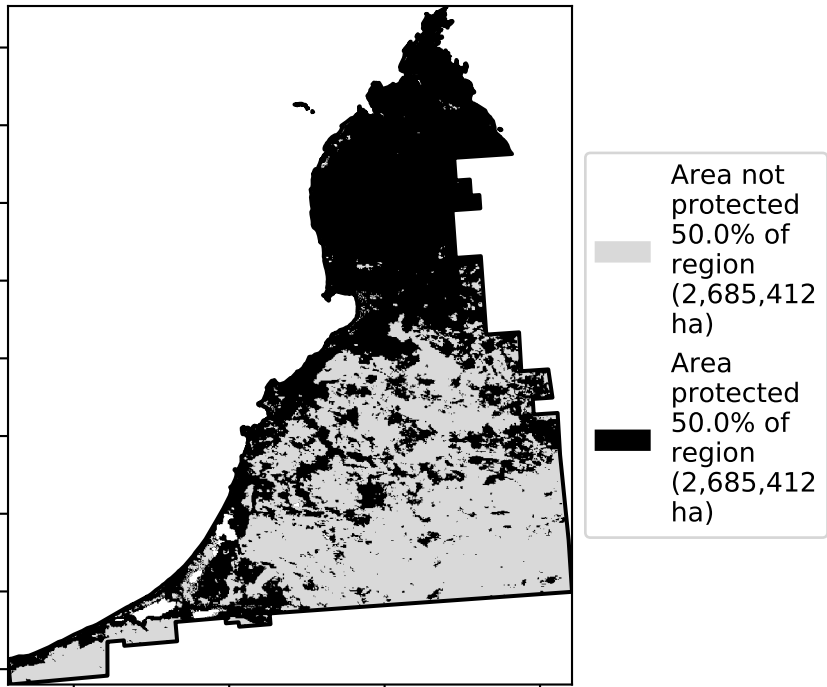 Area not
protected
50.0% of
region
(2,685,412
ha)
Area
protected
50.0% of
region
(2,685,412
ha)